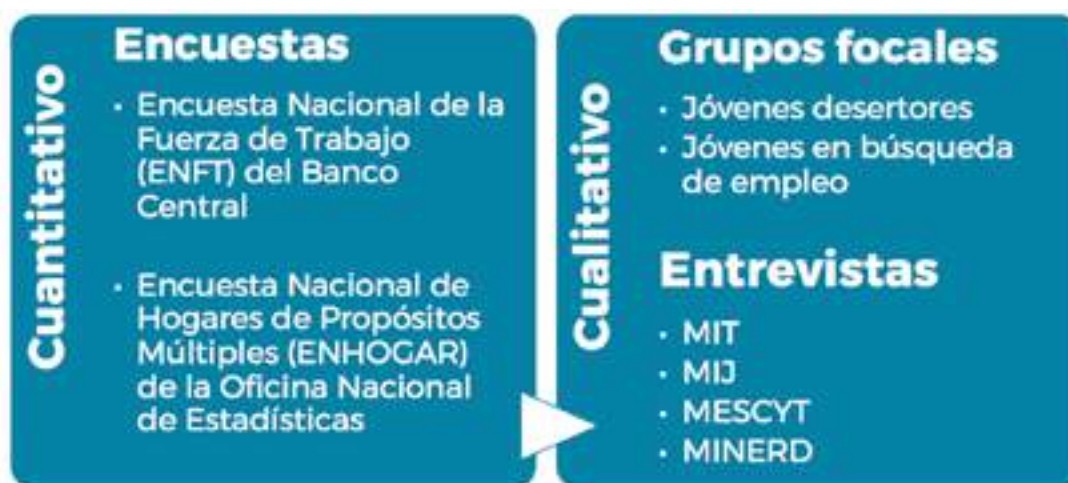 Cuantitativo
Encuestas
· Encuesta Nacional de la
Fuerza de Trabajo
(ENFT) del Banco
Central
· Encuesta Nacional de
Hogares de Propósitos
Múltiples (ENHOGAR)
de la Oficina Nacional
de Estadísticas
Cualitativo
Grupos focales
· Jóvenes desertores
· Jóvenes en búsqueda
de empleo
Entrevistas
· MIT
· MIJ
· MESCYT
· MINERD